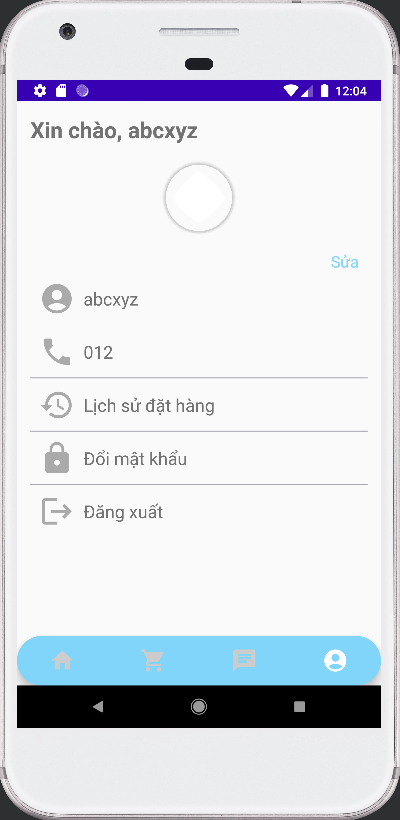 12:04
Xin chào, abcxyz
Sửa
abcxyz
012
Lịch sử đặt hàng
Đổi mật khẩu
Đăng xuất